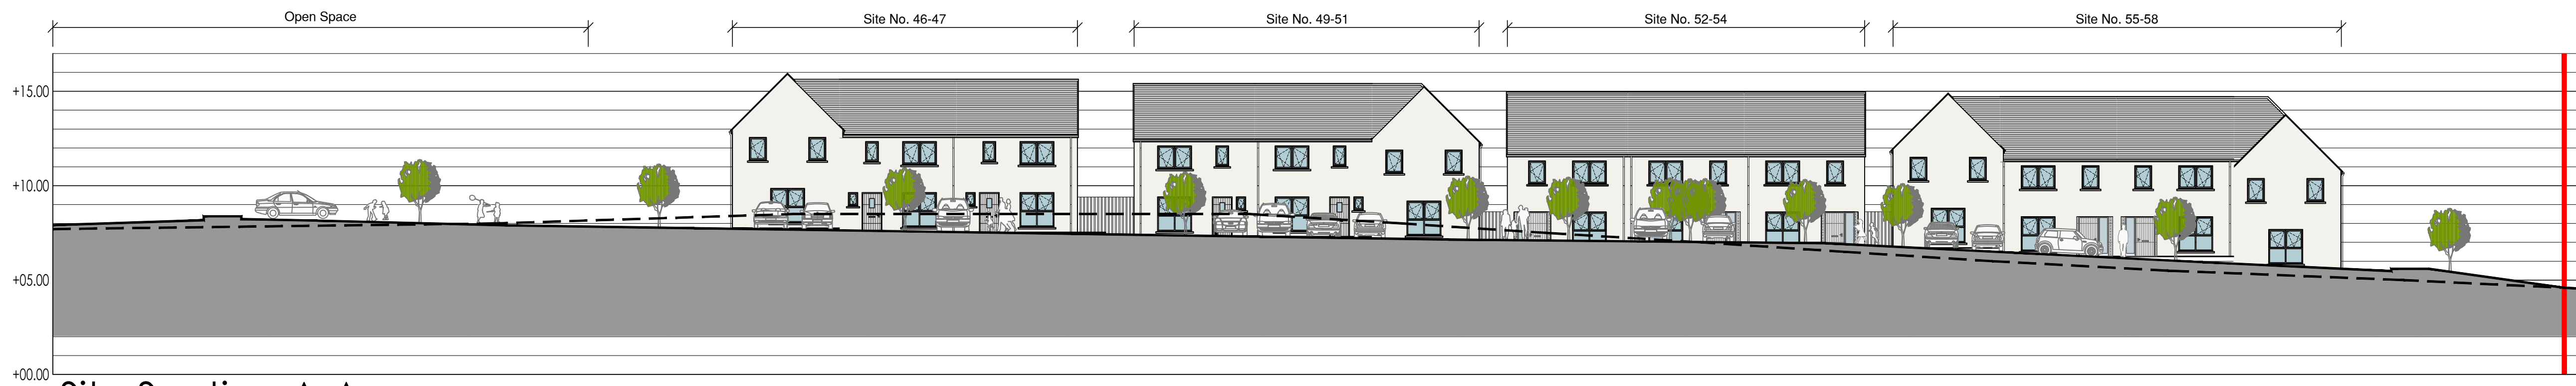 Open Space
Site No. 46-47
Site No. 49-51
Site No. 52-54
Site No. 55-58
+15.00
+10.00
+05.00
+00.00